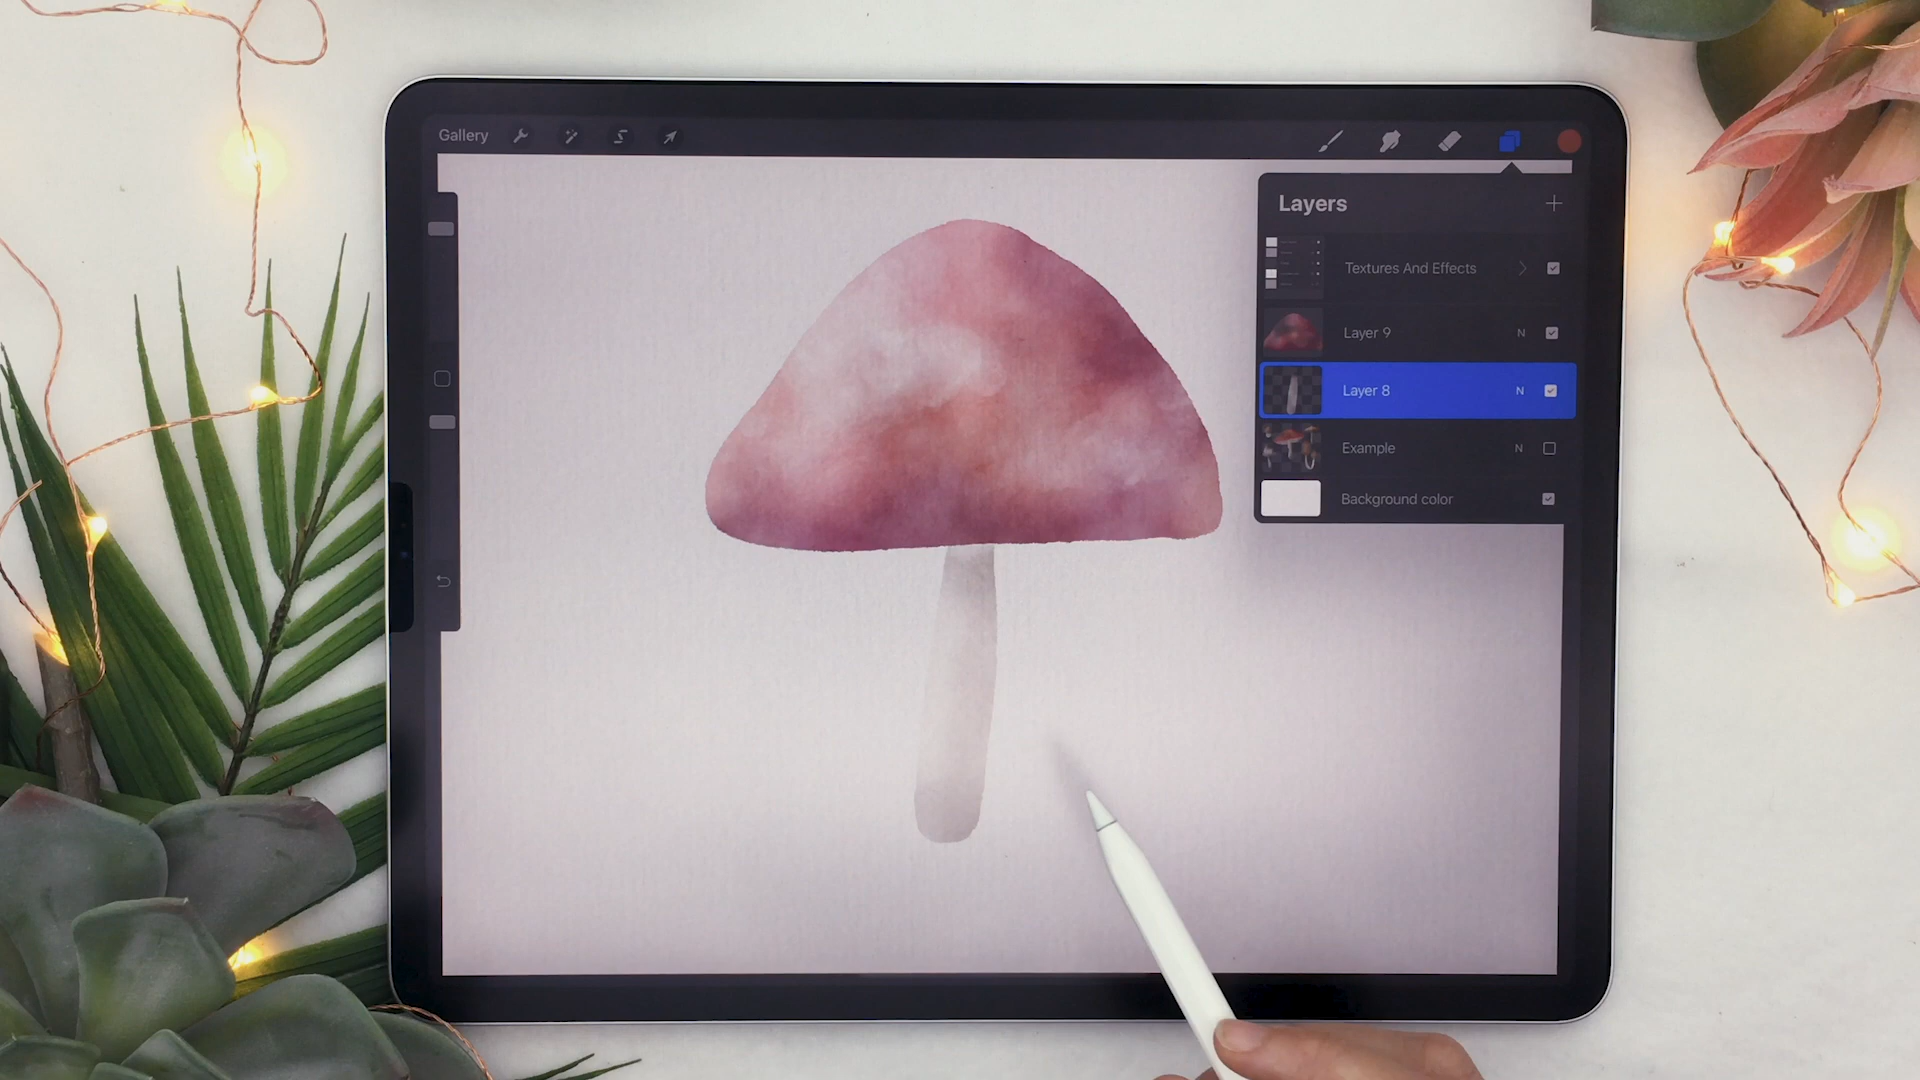 Gallery
Layers
Textures And Effects
Layer 9 N
Layer 8 N
Example N
Background color